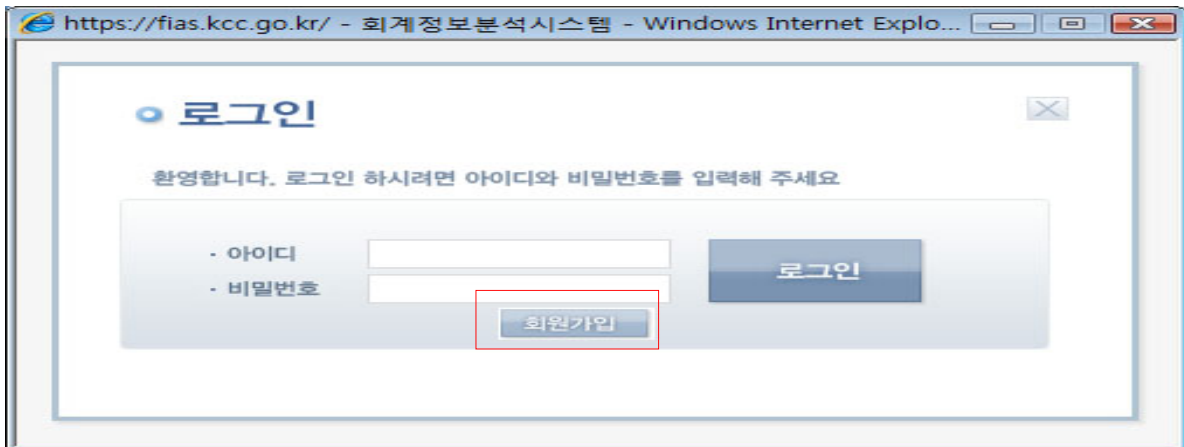 https://fias.kcc.go.kr/ - 회계정보분석시스템 - Windows Internet Explo...
로그인
환영합니다. 로그인 하시려면 아이디와 비밀번호를 입력해 주세요
· 아이디
로그인
· 비밀번호
회원가입